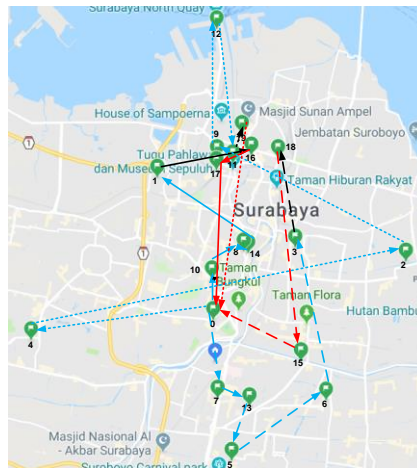 Surabaya North Quay
12
House of Sampoerna
19
Masjid Sunan Ampel
Jembatan Suroboyo
9
16
18
Tugu Pahlaw
11
dan Museum Sepuluh
17
1
Taman Hiburan Rakyat
Surabaya
3
8
14
2
10
Taman
Bungkul
Taman Flora
0
Hutan Bambu
4
15
7
13
6
Masjid Nasional Al
- Akbar Surabaya
5
Suroboyo Carnival park